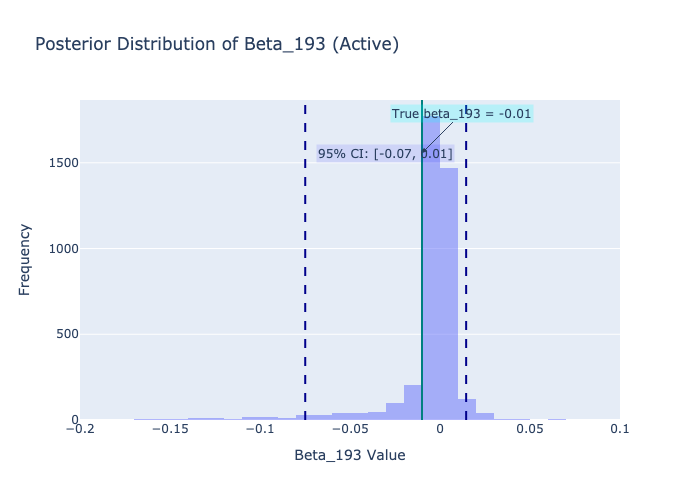 Posterior Distribution of Beta_193 (Active)
True beta_193 = -0.01
95% CI: [-0.07, 0.01]
1500
1000
500
0
Frequency
−0.2
−0.15
−0.1
−0.05
0
0.05
0.1
Beta_193 Value